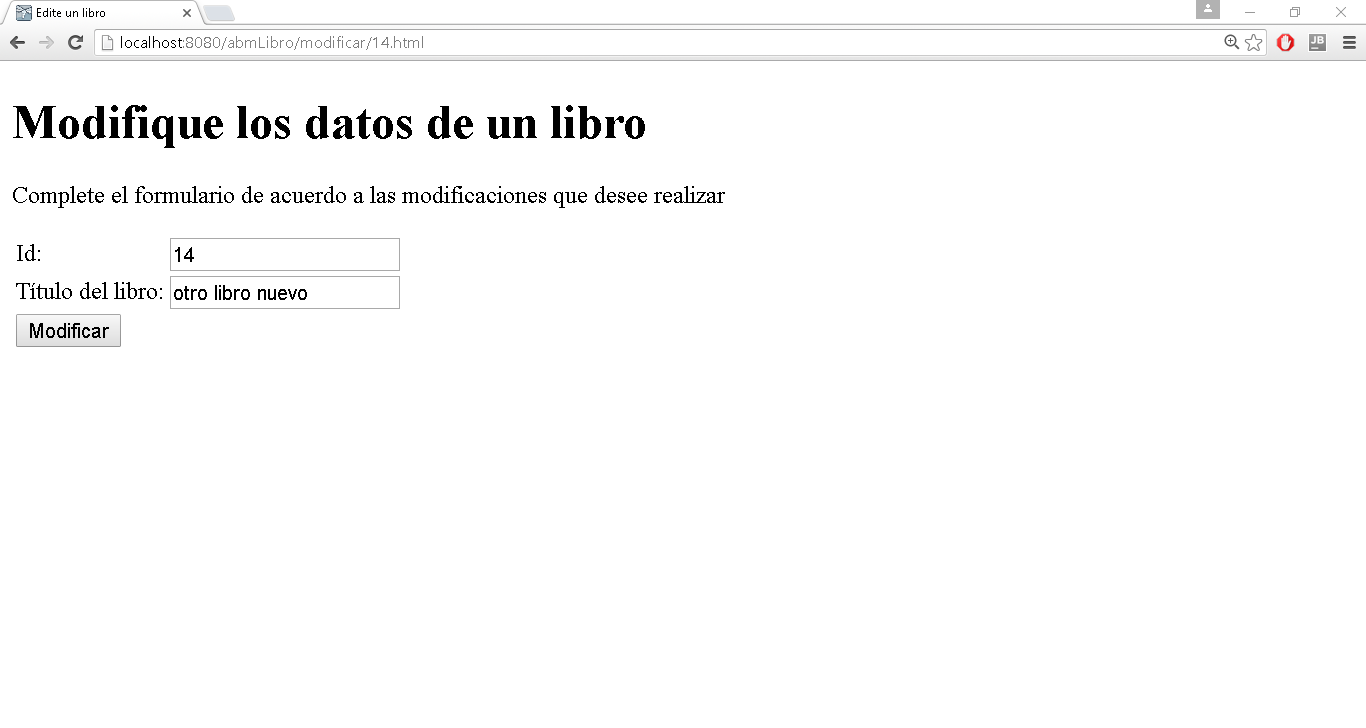 Edite un libro
localhost:8080/abmLibro/modificar/14.html
JB
Modifique los datos de un libro
Complete el formulario de acuerdo a las modificaciones que desee realizar
Id: 14
Título del libro: otro libro nuevo
Modificar